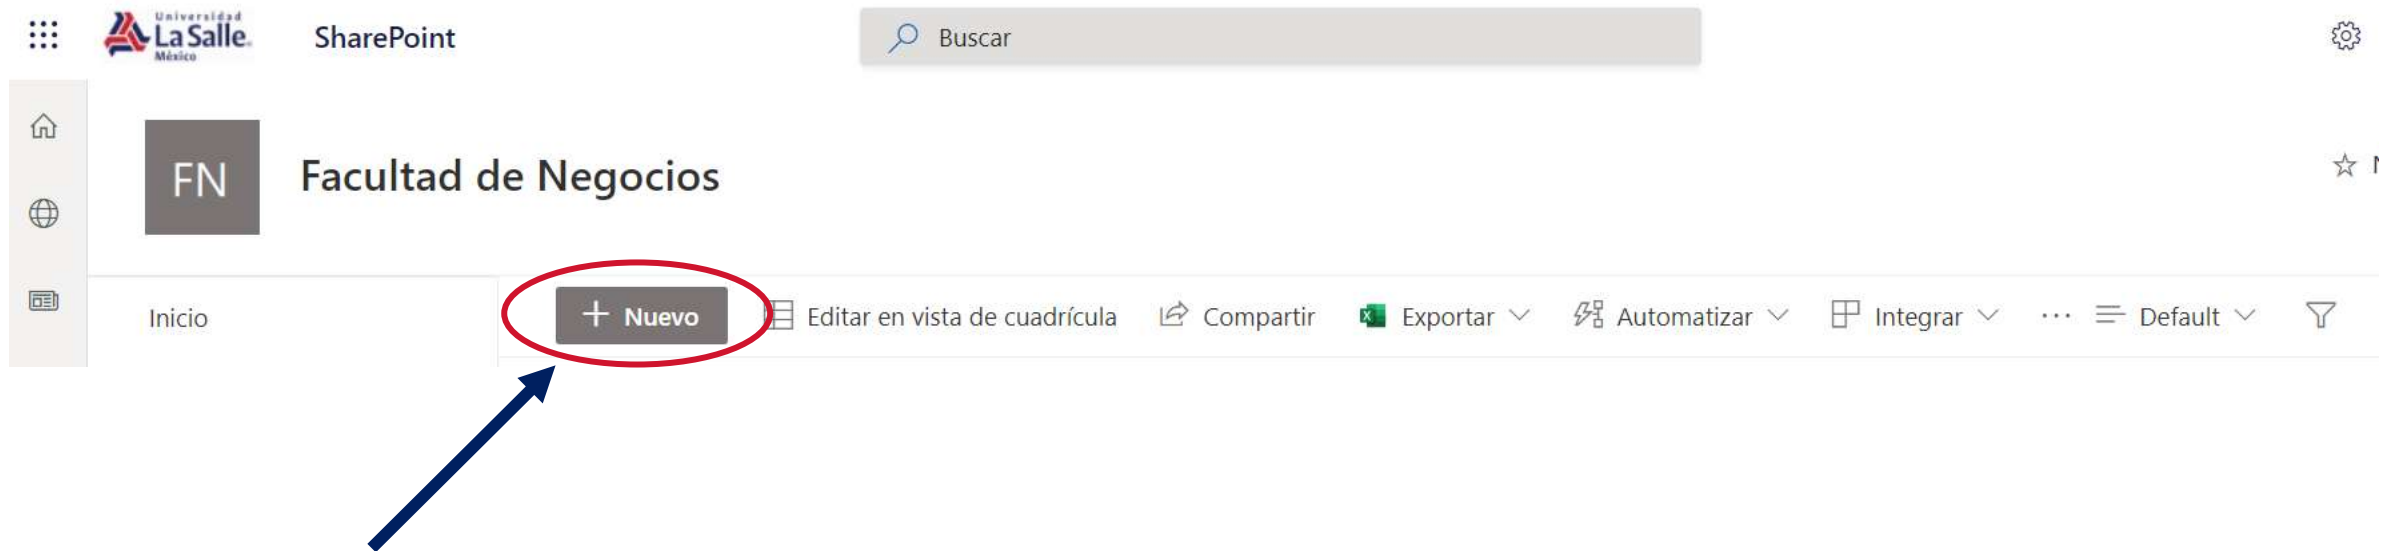 Universidad
La Salle.
México
SharePoint
Buscar
FN
Facultad de Negocios
Inicio
+ Nuevo
Editar en vista de cuadrícula
Compartir
Exportar
Automatizar
Integrar
...
Default